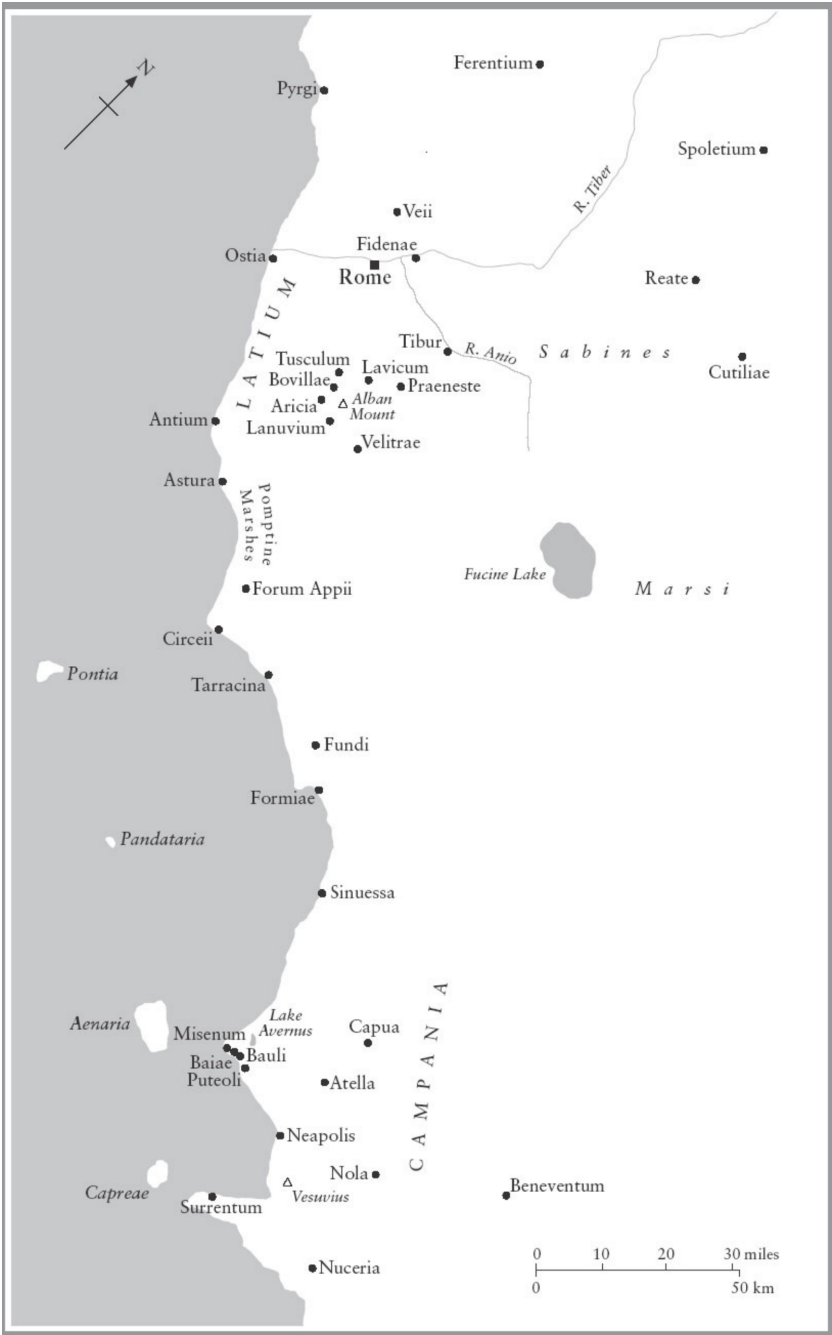 N
Ferentium
Pyrgi
Spoletium
R. Tiber
Veii
Fidenae
Ostia
Rome
Reate
LATIUM
Tibur
R. Anio
Sabines
Tusculum
Lavicum
Cutiliae
Bovillae
Praeneste
Aricia
Alban
Mount
Antium
Lanuvium
Velitrae
Astura
Pomptine
Marshes
Fucine Lake
Marsi
Forum Appii
Circeii
Pontia
Tarracina
Fundi
Formiae
Pandataria
Sinuessa
CAMPANIA
Aenaria
Lake
Avernus
Misenum
Capua
Bauli
Baiae
Puteoli
Atella
Neapolis
Nola
Capreae
Vesuvius
Beneventum
Surrentum
Nuceria
0 10 20 30 miles
0 50 km